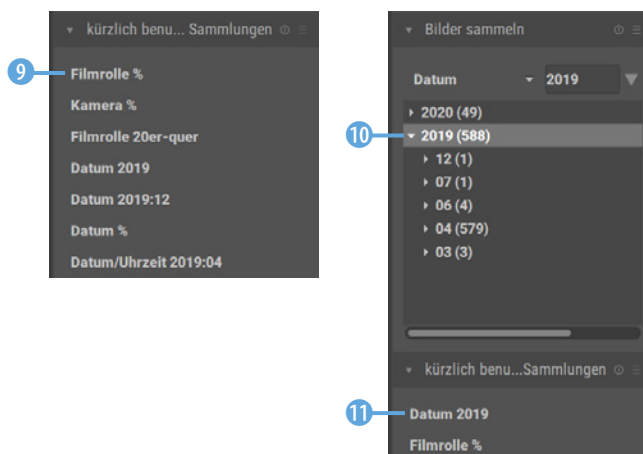 kürzlich benu... Sammlungen
9
Filmrolle %
Kamera %
Filmrolle 20er-quer
Datum 2019
Datum 2019:12
Datum %
Datum/Uhrzeit 2019:04
Bilder sammeln
Datum 2019
2020 (49)
10
2019 (588)
12 (1)
07 (1)
06 (4)
04 (579)
03 (3)
kürzlich benu...Sammlungen
11
Datum 2019
Filmrolle %